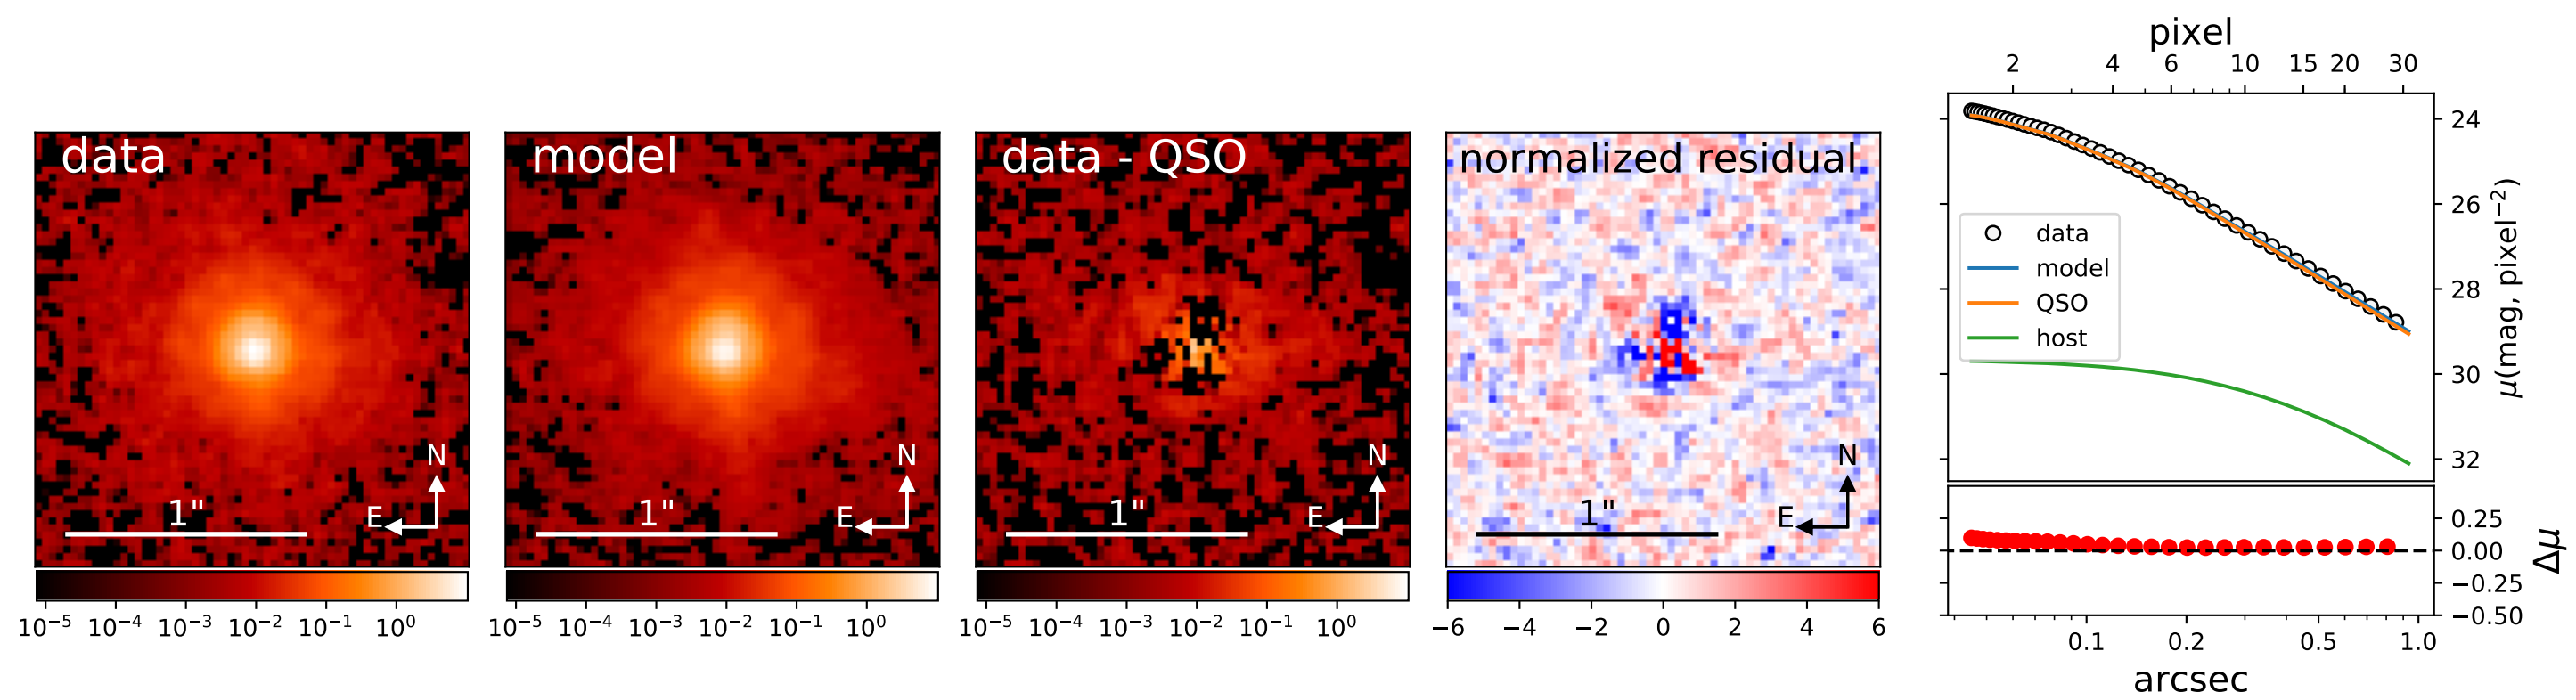 data
1"
N
E
10⁻⁵ 10⁻⁴ 10⁻³ 10⁻² 10⁻¹ 10⁰
model
1"
N
E
10⁻⁵ 10⁻⁴ 10⁻³ 10⁻² 10⁻¹ 10⁰
data - QSO
1"
N
E
10⁻⁵ 10⁻⁴ 10⁻³ 10⁻² 10⁻¹ 10⁰
normalized residual
1"
N
E
−6 −4 −2 0 2 4 6
pixel
2 4 6 10 15 20 30
24
26
28
30
32
μ(mag, pixel⁻²)
data
model
QSO
host
0.25
0.00
−0.25
−0.50
Δμ
0.1 0.2 0.5 1.0
arcsec